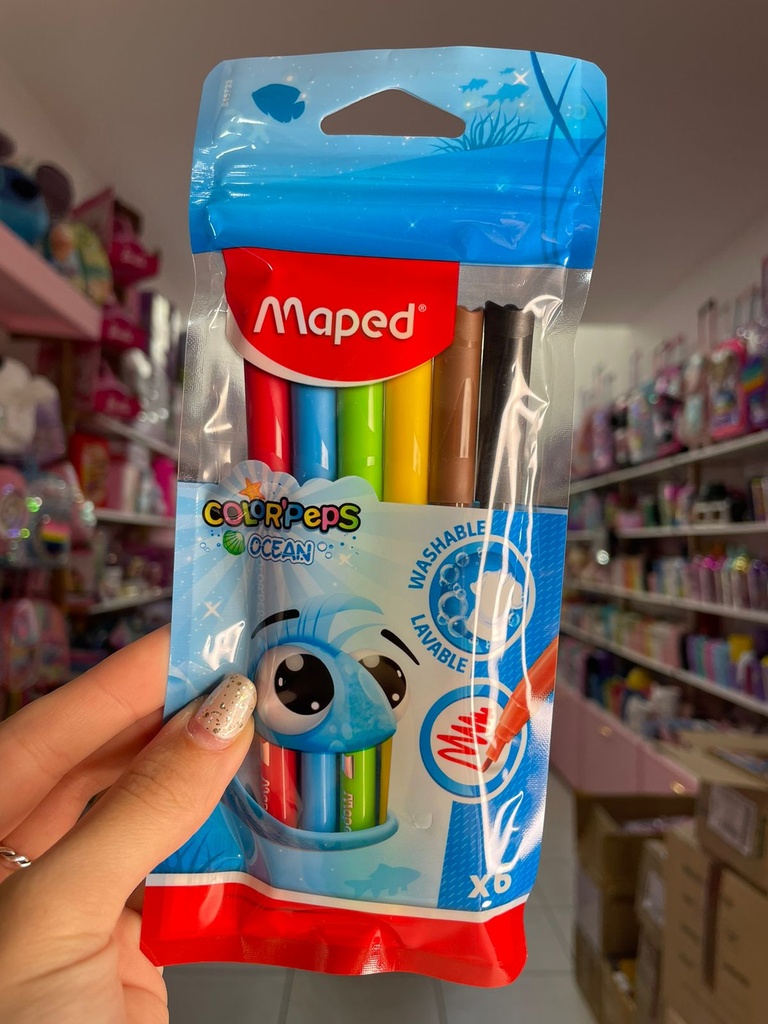 Maped®
COLOR'PEPS
OCEAN
WASHABLE
LAVABLE
x6